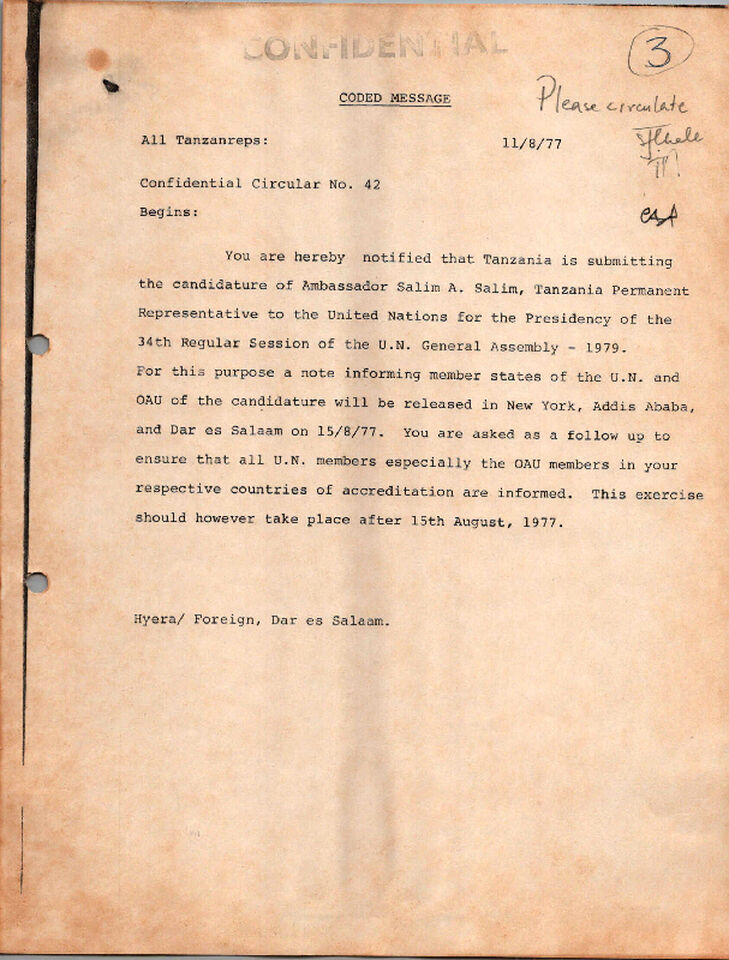 CONFIDENTIAL
3
CODED MESSAGE
Please circulate
All Tanzanreps:
11/8/77
Confidential Circular No. 42
Begins:
You are hereby notified that Tanzania is submitting
the candidature of Ambassador Salim A. Salim, Tanzania Permanent
Representative to the United Nations for the Presidency of the
34th Regular Session of the U.N. General Assembly - 1979.
For this purpose a note informing member states of the U.N. and
OAU of the candidature will be released in New York, Addis Ababa,
and Dar es Salaam on 15/8/77. You are asked as a follow up to
ensure that all U.N. members especially the OAU members in your
respective countries of accreditation are informed. This exercise
should however take place after 15th August, 1977.
Hyera/ Foreign, Dar es Salaam.